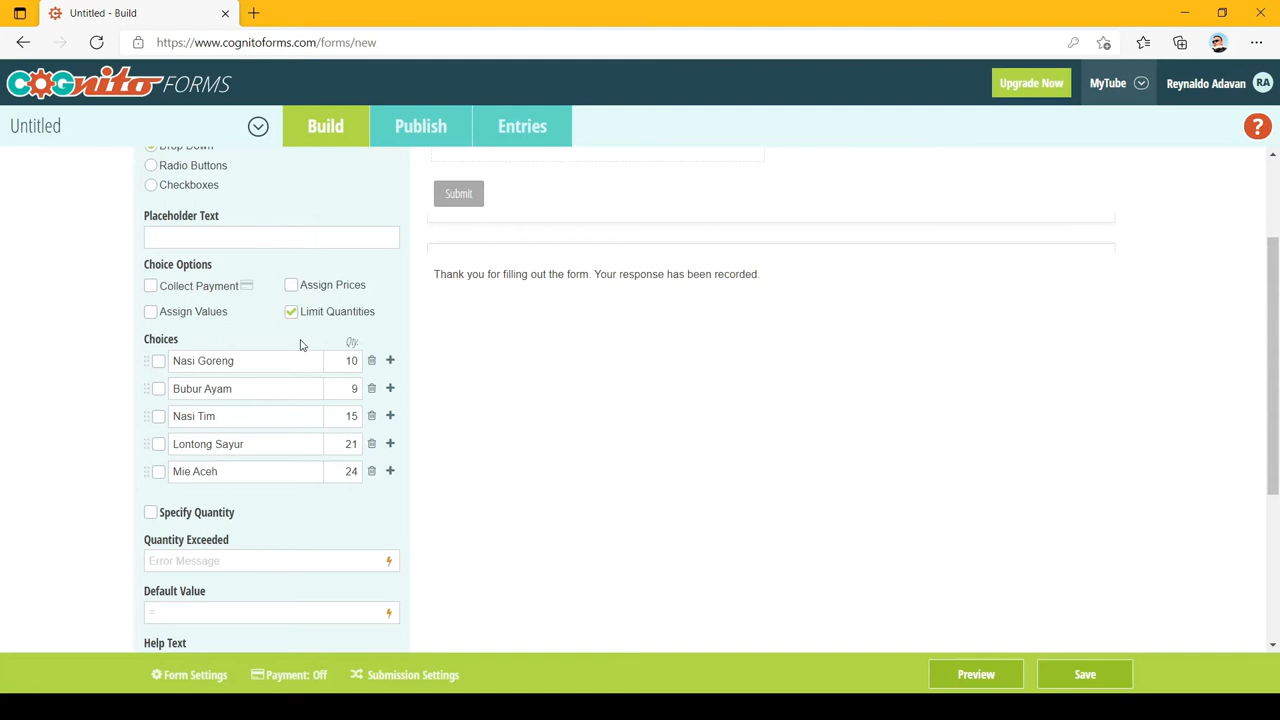 Untitled - Build
https://www.cognitoforms.com/forms/new
COGnito FORMS
Upgrade Now
MyTube
Reynaldo Adavan
RA
Untitled
Build
Publish
Entries
?
Drop Down
Radio Buttons
Checkboxes
Submit
Placeholder Text
Choice Options
Collect Payment
Assign Prices
Thank you for filling out the form. Your response has been recorded.
Assign Values
Limit Quantities
Choices
Qty.
Nasi Goreng 10
Bubur Ayam 9
Nasi Tim 15
Lontong Sayur 21
Mie Aceh 24
Specify Quantity
Quantity Exceeded
Error Message
Default Value
=
Help Text
Form Settings
Payment: Off
Submission Settings
Preview
Save